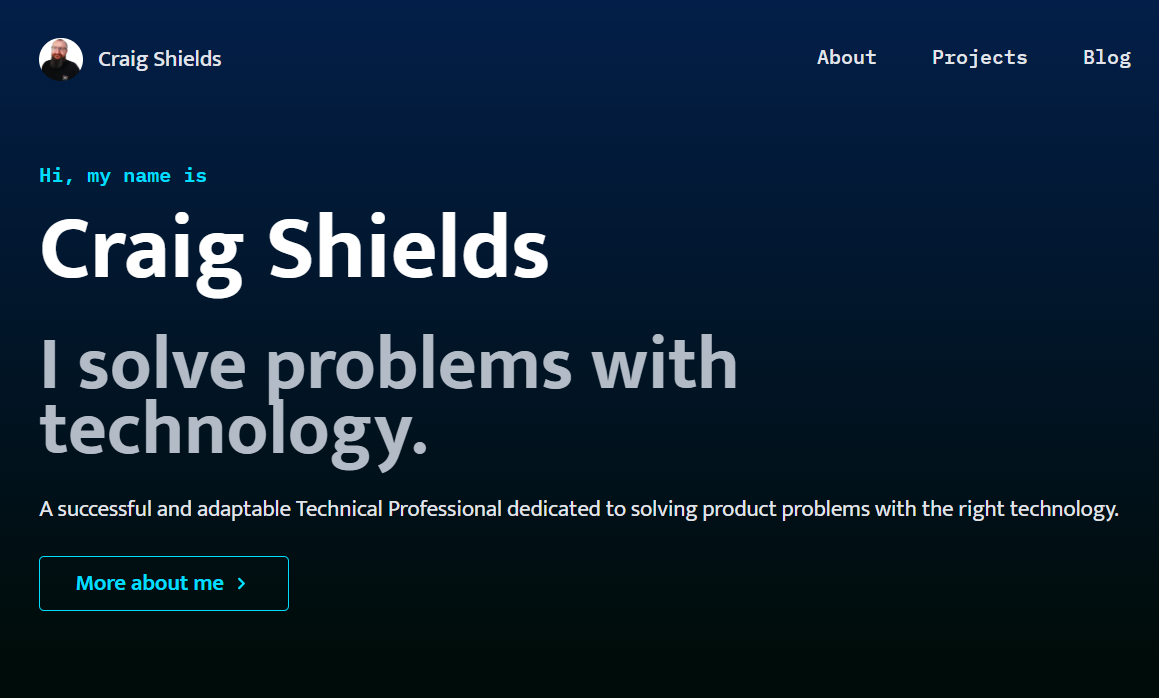 Craig Shields
About
Projects
Blog
Hi, my name is
Craig Shields
I solve problems with
technology.
A successful and adaptable Technical Professional dedicated to solving product problems with the right technology.
More about me